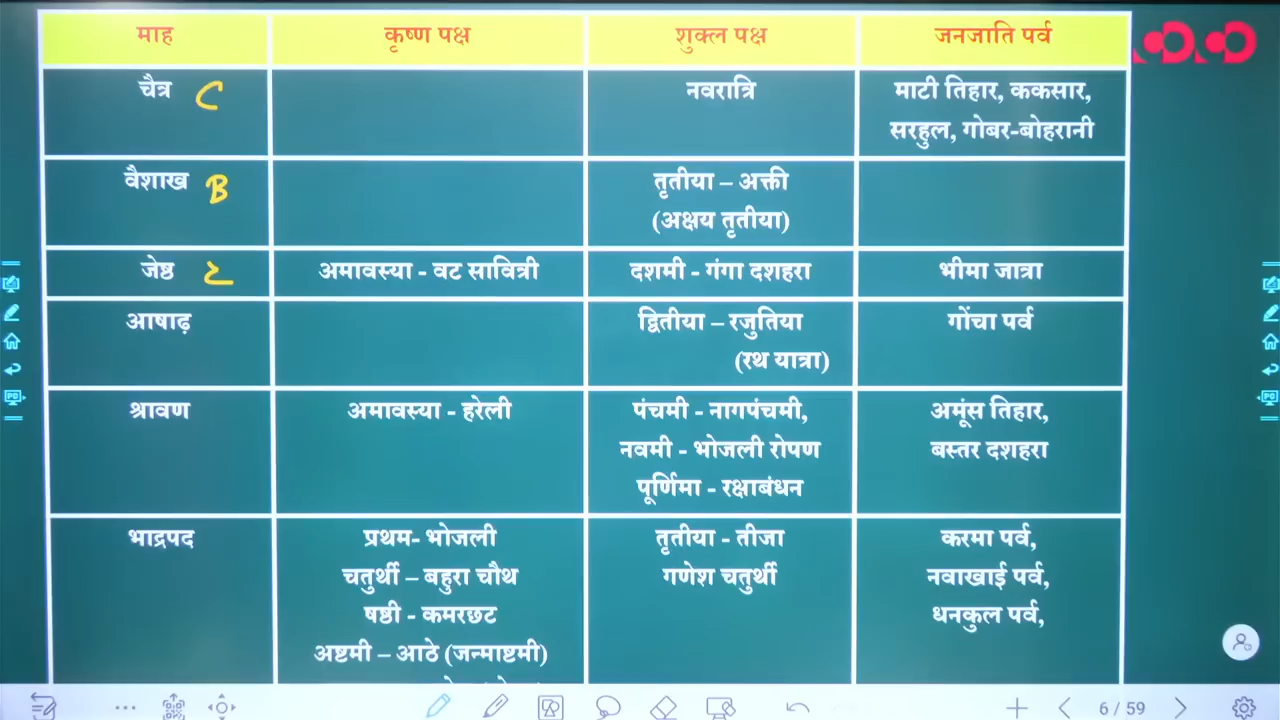 माह कृष्ण पक्ष शुक्ल पक्ष जनजाति पर्व
चैत्र C नवरात्रि माटी तिहार, ककसार,
सरहुल, गोबर-बोहरानी
वैशाख B तृतीया – अक्ती
(अक्षय तृतीया)
जेष्ठ अमावस्या - वट सावित्री दशमी - गंगा दशहरा भीमा जात्रा
आषाढ़ द्वितीया – रजुतिया गोंचा पर्व
(रथ यात्रा)
श्रावण अमावस्या - हरेली पंचमी - नागपंचमी, अमूंस तिहार,
नवमी - भोजली रोपण बस्तर दशहरा
पूर्णिमा - रक्षाबंधन
भाद्रपद प्रथम- भोजली तृतीया - तीजा करमा पर्व,
चतुर्थी – बहुरा चौथ गणेश चतुर्थी नवाखाई पर्व,
षष्ठी - कमरछट धनकुल पर्व,
अष्टमी – आठे (जन्माष्टमी)
6 / 59